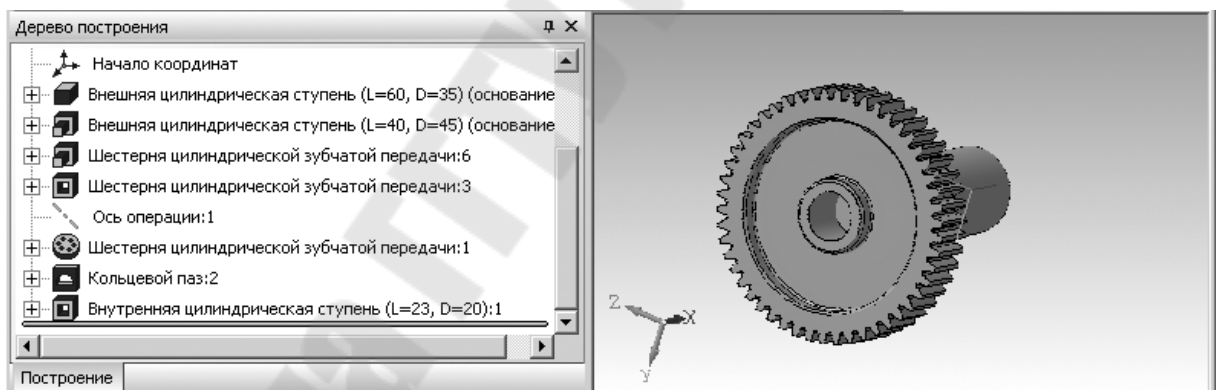 Дерево построения
Начало координат
Внешняя цилиндрическая ступень (L=60, D=35) (основание
Внешняя цилиндрическая ступень (L=40, D=45) (основание
Шестерня цилиндрической зубчатой передачи:6
Шестерня цилиндрической зубчатой передачи:3
Ось операции:1
Шестерня цилиндрической зубчатой передачи:1
Кольцевой паз:2
Внутренняя цилиндрическая ступень (L=23, D=20):1
Построение
Z
X
Y